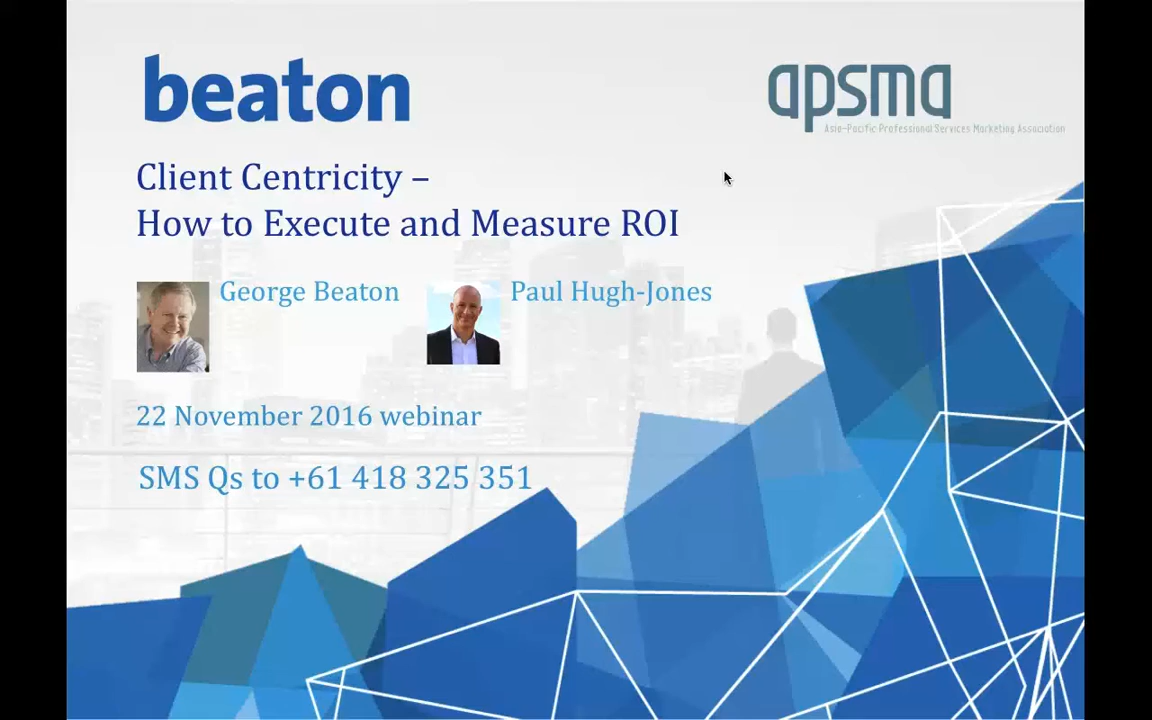 beaton
apsma
Asia-Pacific Professional Services Marketing Association
Client Centricity –
How to Execute and Measure ROI
George Beaton
Paul Hugh-Jones
22 November 2016 webinar
SMS Qs to +61 418 325 351